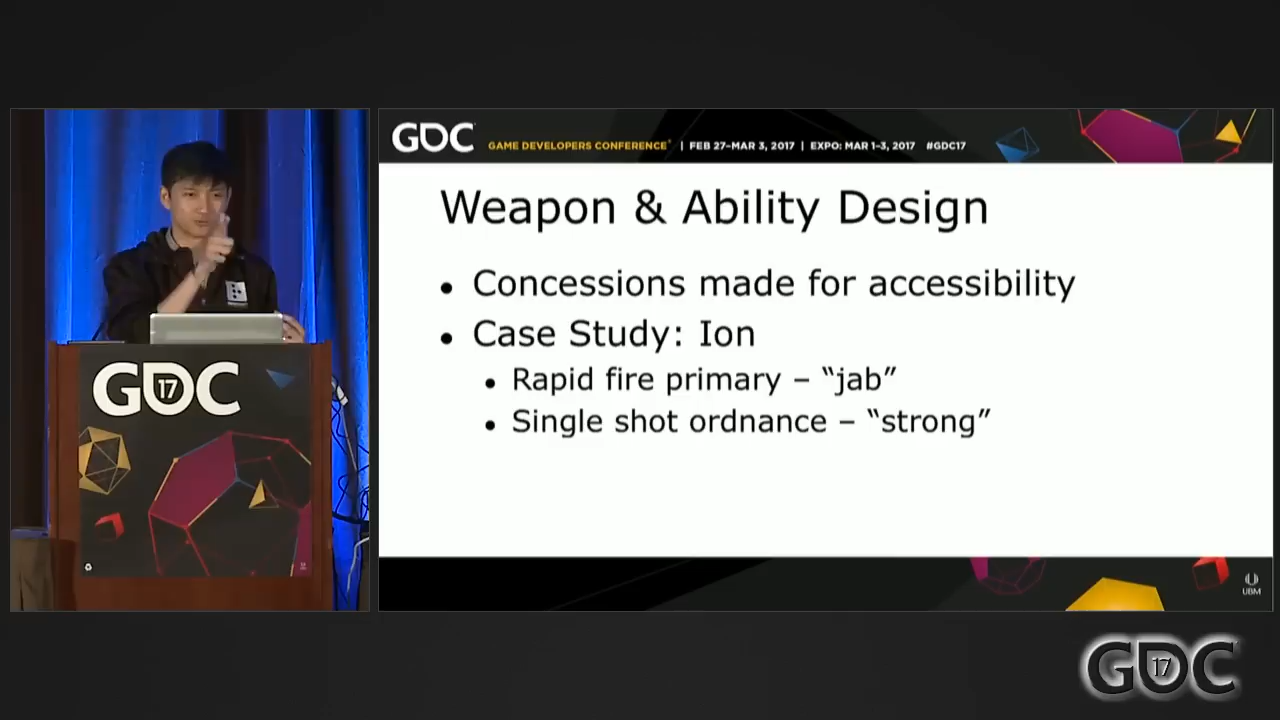 GDC
GAME DEVELOPERS CONFERENCE® | FEB 27–MAR 3, 2017 | EXPO: MAR 1–3, 2017 #GDC17
Weapon & Ability Design
• Concessions made for accessibility
• Case Study: Ion
• Rapid fire primary – “jab”
• Single shot ordnance – “strong”
GDC
17
UBM
GDC
17